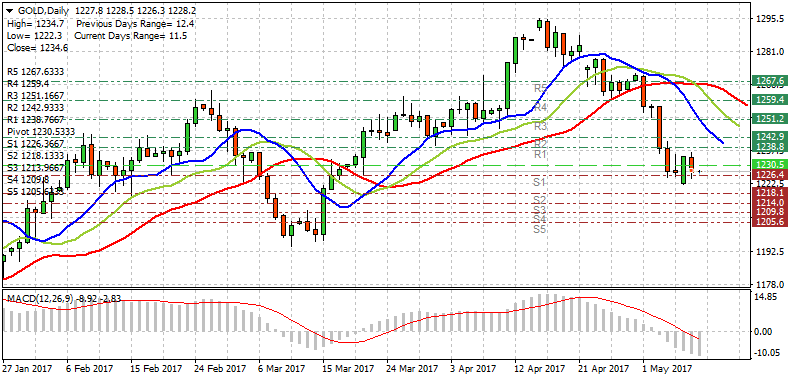 GOLD,Daily 1227.8 1228.5 1226.3 1228.2
High= 1234.7 Previous Days Range= 12.4
Low= 1222.3 Current Days Range= 11.5
Close= 1234.6
R5 1267.6333
R4 1259.4
R3 1251.1667
R2 1242.9333
R1 1238.7667
Pivot 1230.5333
S1 1226.3667
S2 1218.1333
S3 1213.9667
S4 1209.8
S5 1205.6333
R5
R4
R3
R2
R1
S1
S2
S3
S4
S5
1295.5
1281.0
1267.6
1259.4
1251.2
1242.9
1238.8
1230.5
1226.4
1222.5
1218.1
1214.0
1209.8
1205.6
1192.5
1178.0
MACD(12,26,9) -8.92 -2.83
14.85
0.00
-10.05
27 Jan 2017 6 Feb 2017 15 Feb 2017 24 Feb 2017 6 Mar 2017 15 Mar 2017 24 Mar 2017 3 Apr 2017 12 Apr 2017 21 Apr 2017 1 May 2017